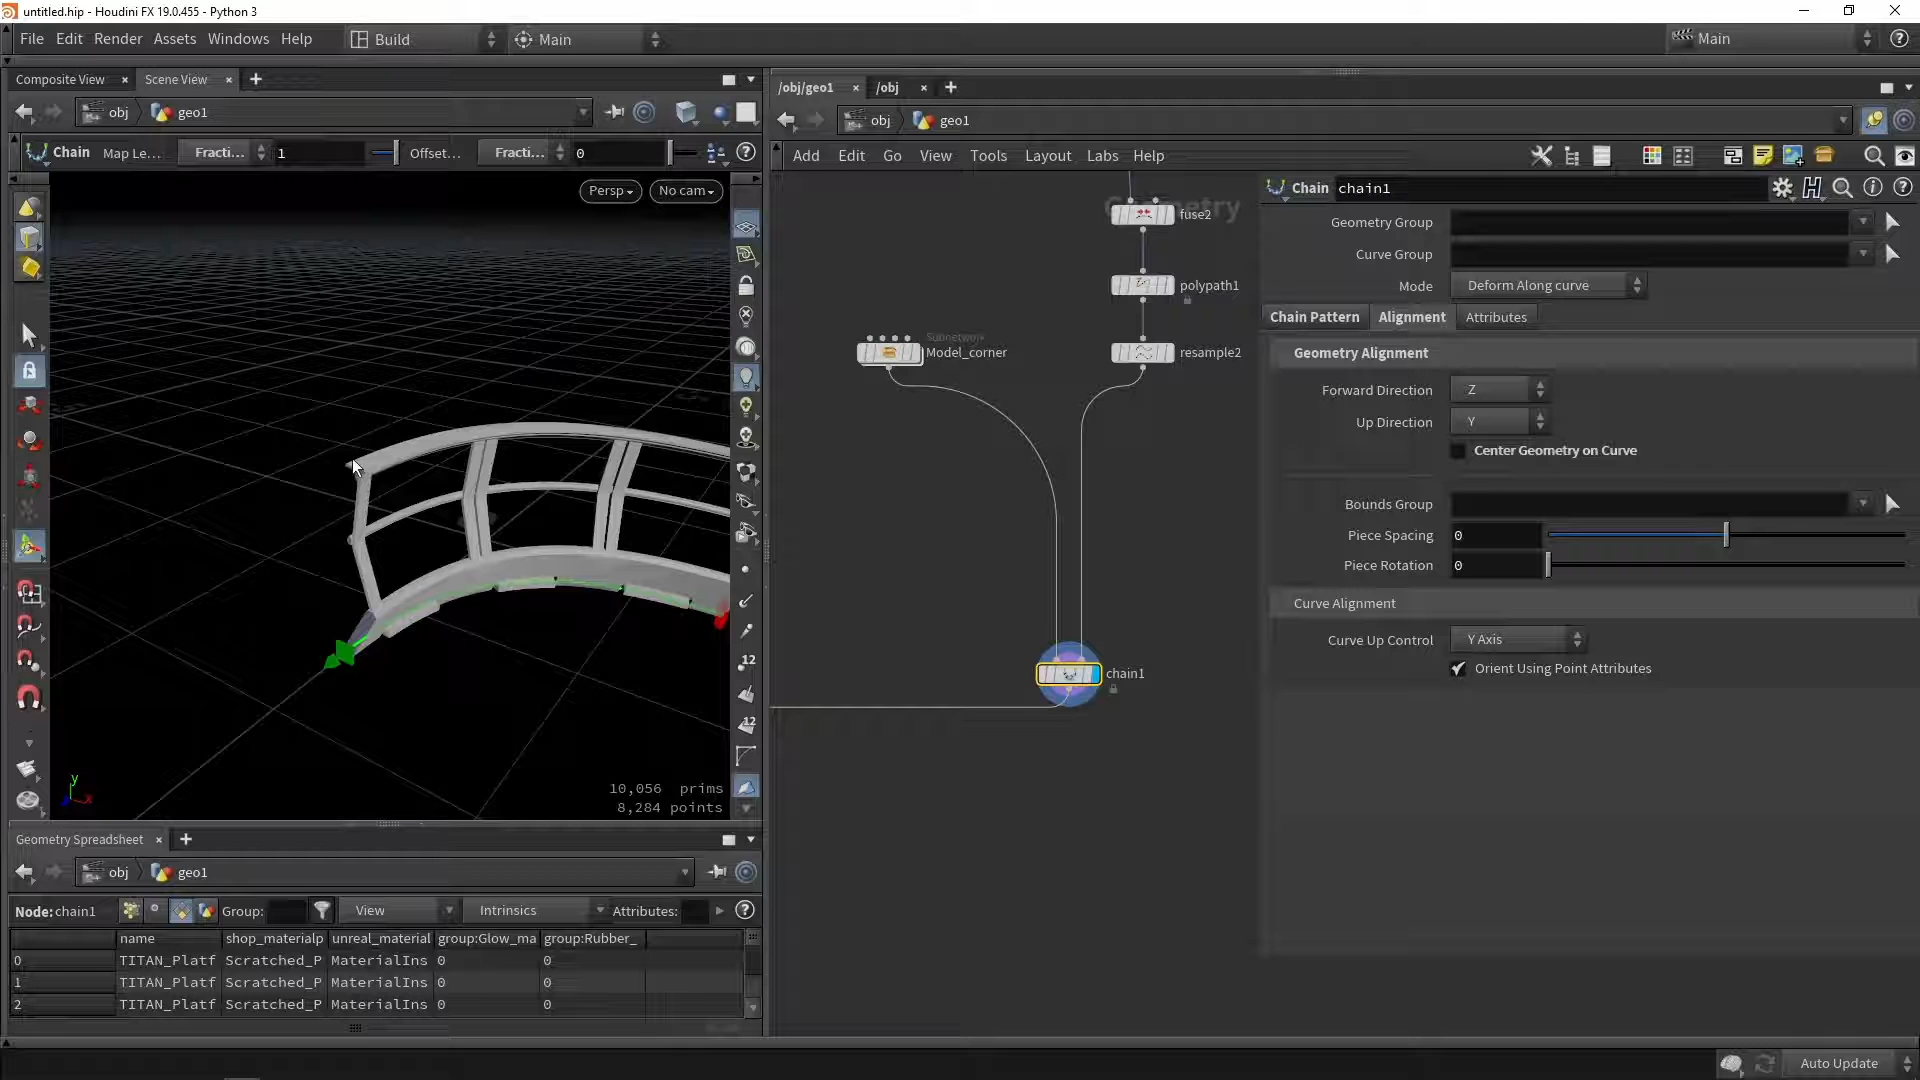 untitled.hip - Houdini FX 19.0.455 - Python 3
File Edit Render Assets Windows Help Build Main Main
Composite View Scene View
obj geo1
Chain Map Le... Fracti... 1 Offset... Fracti... 0
Persp No cam
12
12
y
x
10,056 prims
8,284 points
Geometry Spreadsheet
obj geo1
Node: chain1 Group: View Intrinsics Attributes:
name shop_materialp unreal_material group:Glow_ma group:Rubber_
0 TITAN_Platf Scratched_P MaterialIns 0 0
1 TITAN_Platf Scratched_P MaterialIns 0 0
2 TITAN_Platf Scratched_P MaterialIns 0 0
/obj/geo1 /obj
obj geo1
Add Edit Go View Tools Layout Labs Help
Geometry
fuse2
polypath1
Subnetwork
Model_corner
resample2
chain1
Chain chain1
Geometry Group
Curve Group
Mode Deform Along curve
Chain Pattern Alignment Attributes
Geometry Alignment
Forward Direction Z
Up Direction Y
Center Geometry on Curve
Bounds Group
Piece Spacing 0
Piece Rotation 0
Curve Alignment
Curve Up Control Y Axis
Orient Using Point Attributes
Auto Update